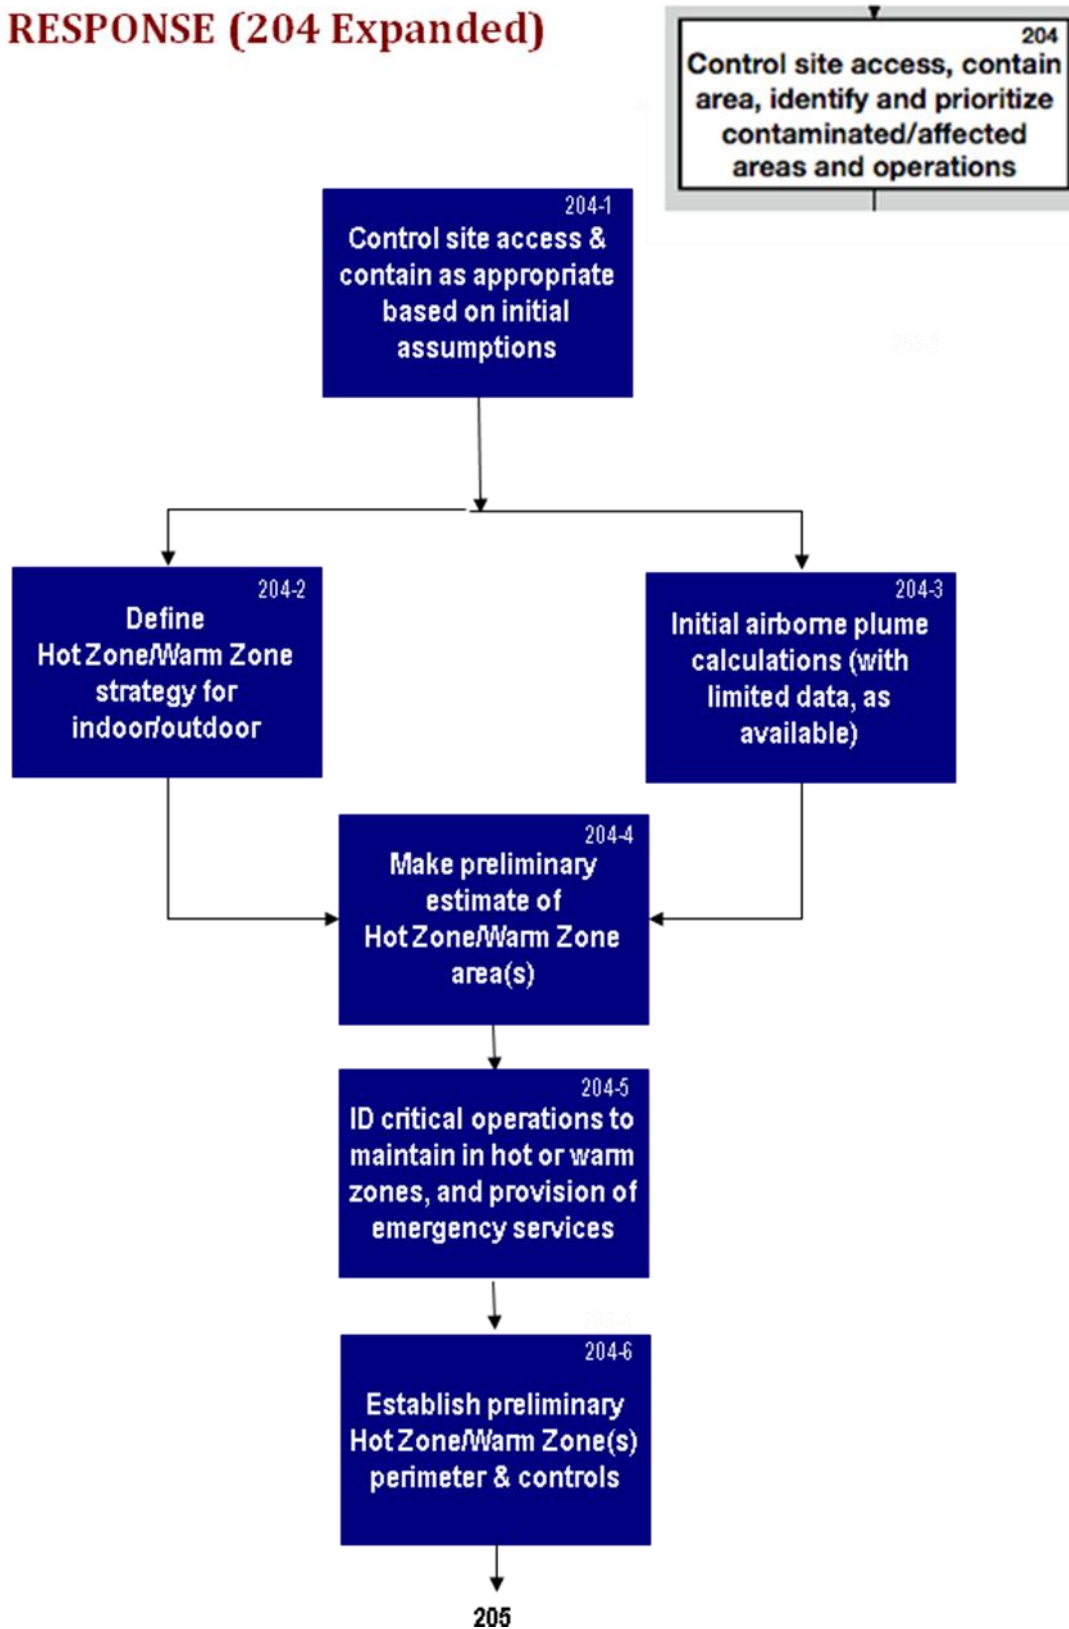 RESPONSE (204 Expanded)
204
Control site access, contain
area, identify and prioritize
contaminated/affected
areas and operations
204-1
Control site access &
contain as appropriate
based on initial
assumptions
204-2
Define
Hot Zone/Warm Zone
strategy for
indoor/outdoor
204-3
Initial airborne plume
calculations (with
limited data, as
available)
204-4
Make preliminary
estimate of
Hot Zone/Warm Zone
area(s)
204-5
ID critical operations to
maintain in hot or warm
zones, and provision of
emergency services
204-6
Establish preliminary
Hot Zone/Warm Zone(s)
perimeter & controls
205